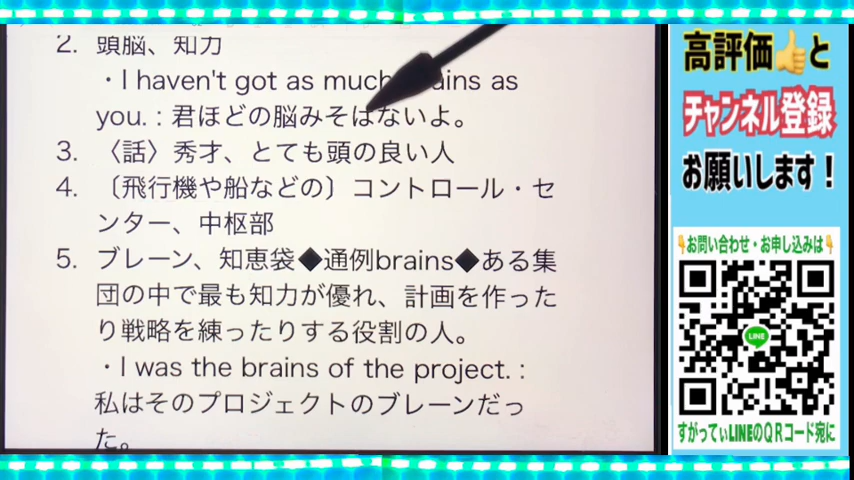 2. 頭脳、知力
・I haven't got as much as
you. : 君ほどの脳みそはないよ。
3. 〈話〉秀才、とても頭の良い人
4. 〔飛行機や船などの〕コントロール・セ
ンター、中枢部
5. ブレーン、知恵袋◆通例brains◆ある集
団の中で最も知力が優れ、計画を作った
り戦略を練ったりする役割の人。
・I was the brains of the project. :
私はそのプロジェクトのブレーンだっ
た。
高評価👍と
チャンネル登録
お願いします！
👇お問い合わせ・お申し込みは👇
LINE
すがってぃLINEのQRコード宛に